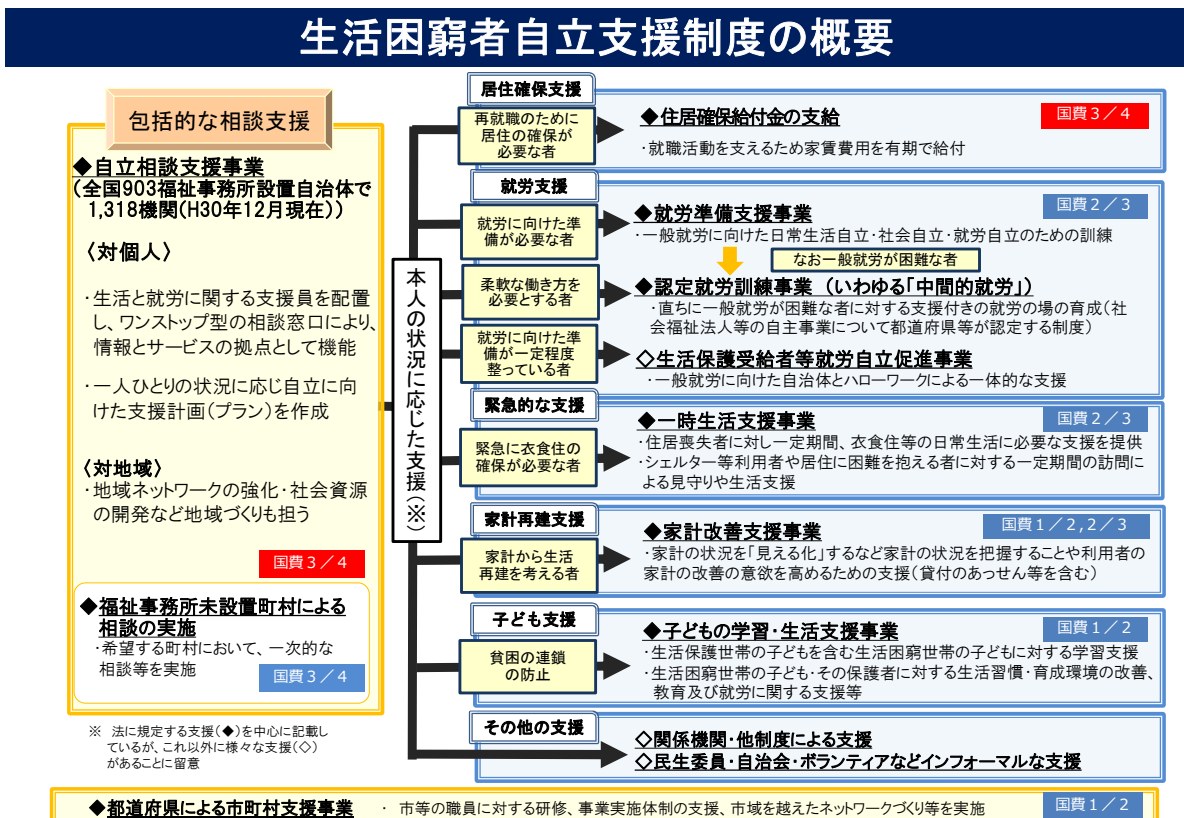 生活困窮者自立支援制度の概要
包括的な相談支援
◆自立相談支援事業
(全国903福祉事務所設置自治体で
1,318機関(H30年12月現在))
〈対個人〉
・生活と就労に関する支援員を配置
し、ワンストップ型の相談窓口により、
情報とサービスの拠点として機能
・一人ひとりの状況に応じ自立に向
けた支援計画(プラン)を作成
〈対地域〉
・地域ネットワークの強化・社会資源
の開発など地域づくりも担う
国費3/4
◆福祉事務所未設置町村による
相談の実施
・希望する町村において、一次的な
相談等を実施
国費3/4
※ 法に規定する支援(◆)を中心に記載し
ているが、これ以外に様々な支援(◇)
があることに留意
本人の状況に応じた支援(※)
居住確保支援
再就職のために
居住の確保が
必要な者
◆住居確保給付金の支給
国費3/4
・就職活動を支えるため家賃費用を有期で給付
就労支援
就労に向けた準
備が必要な者
◆就労準備支援事業
国費2/3
・一般就労に向けた日常生活自立・社会自立・就労自立のための訓練
なお一般就労が困難な者
柔軟な働き方を
必要とする者
◆認定就労訓練事業 (いわゆる「中間的就労」)
・直ちに一般就労が困難な者に対する支援付きの就労の場の育成(社
会福祉法人等の自主事業について都道府県等が認定する制度)
就労に向けた準
備が一定程度
整っている者
◇生活保護受給者等就労自立促進事業
・一般就労に向けた自治体とハローワークによる一体的な支援
緊急的な支援
緊急に衣食住の
確保が必要な者
◆一時生活支援事業
国費2/3
・住居喪失者に対し一定期間、衣食住等の日常生活に必要な支援を提供
・シェルター等利用者や居住に困難を抱える者に対する一定期間の訪問に
よる見守りや生活支援
家計再建支援
家計から生活
再建を考える者
◆家計改善支援事業
国費1/2,2/3
・家計の状況を「見える化」するなど家計の状況を把握することや利用者の
家計の改善の意欲を高めるための支援(貸付のあっせん等を含む)
子ども支援
貧困の連鎖
の防止
◆子どもの学習・生活支援事業
国費1/2
・生活保護世帯の子どもを含む生活困窮世帯の子どもに対する学習支援
・生活困窮世帯の子ども・その保護者に対する生活習慣・育成環境の改善、
教育及び就労に関する支援等
その他の支援
◇関係機関・他制度による支援
◇民生委員・自治会・ボランティアなどインフォーマルな支援
◆都道府県による市町村支援事業 ・ 市等の職員に対する研修、事業実施体制の支援、市域を越えたネットワークづくり等を実施
国費1/2